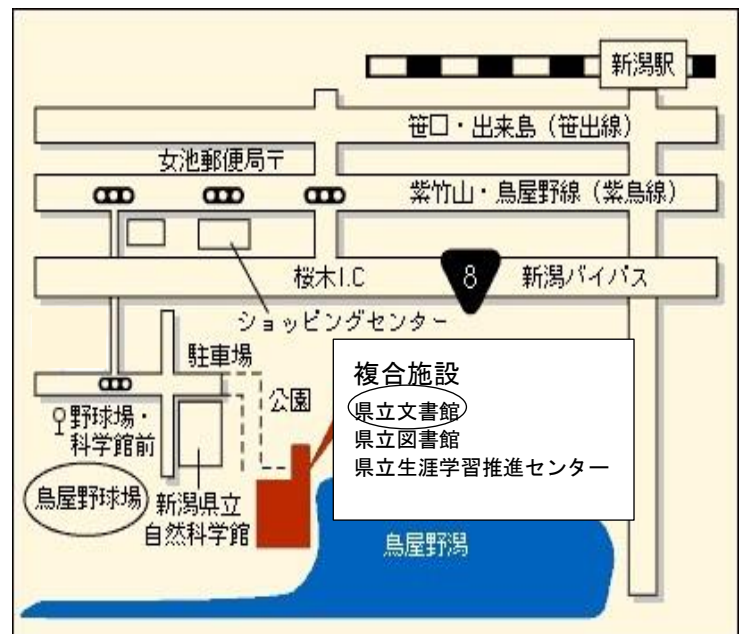 新潟駅
笹口・出来島（笹出線）
女池郵便局〒
紫竹山・鳥屋野線（紫鳥線）
桜木I.C
8
新潟バイパス
ショッピングセンター
駐車場
公園
複合施設
県立文書館
県立図書館
県立生涯学習推進センター
野球場・
科学館前
鳥屋野球場
新潟県立
自然科学館
鳥屋野潟